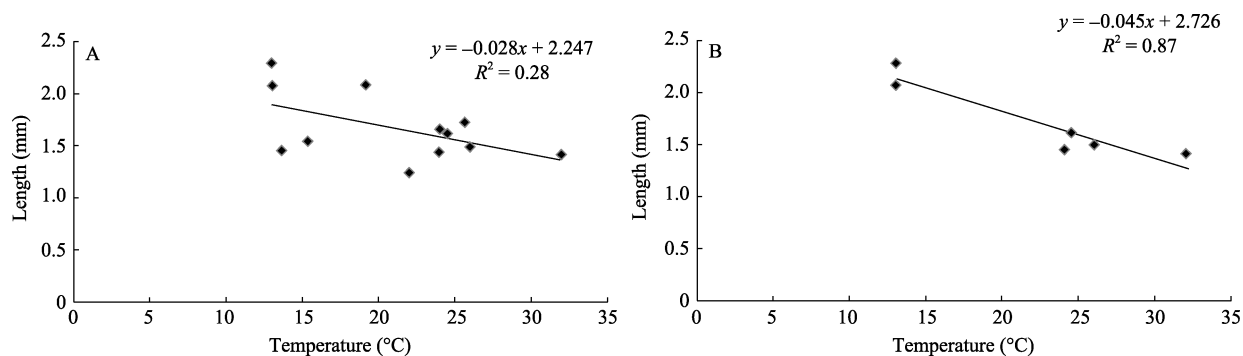 A
y = –0.028x + 2.247
R² = 0.28
2.5
2.0
1.5
1.0
0.5
0
Length (mm)
0 5 10 15 20 25 30 35
Temperature (°C)
B
y = –0.045x + 2.726
R² = 0.87
2.5
2.0
1.5
1.0
0.5
0
Length (mm)
0 5 10 15 20 25 30 35
Temperature (°C)